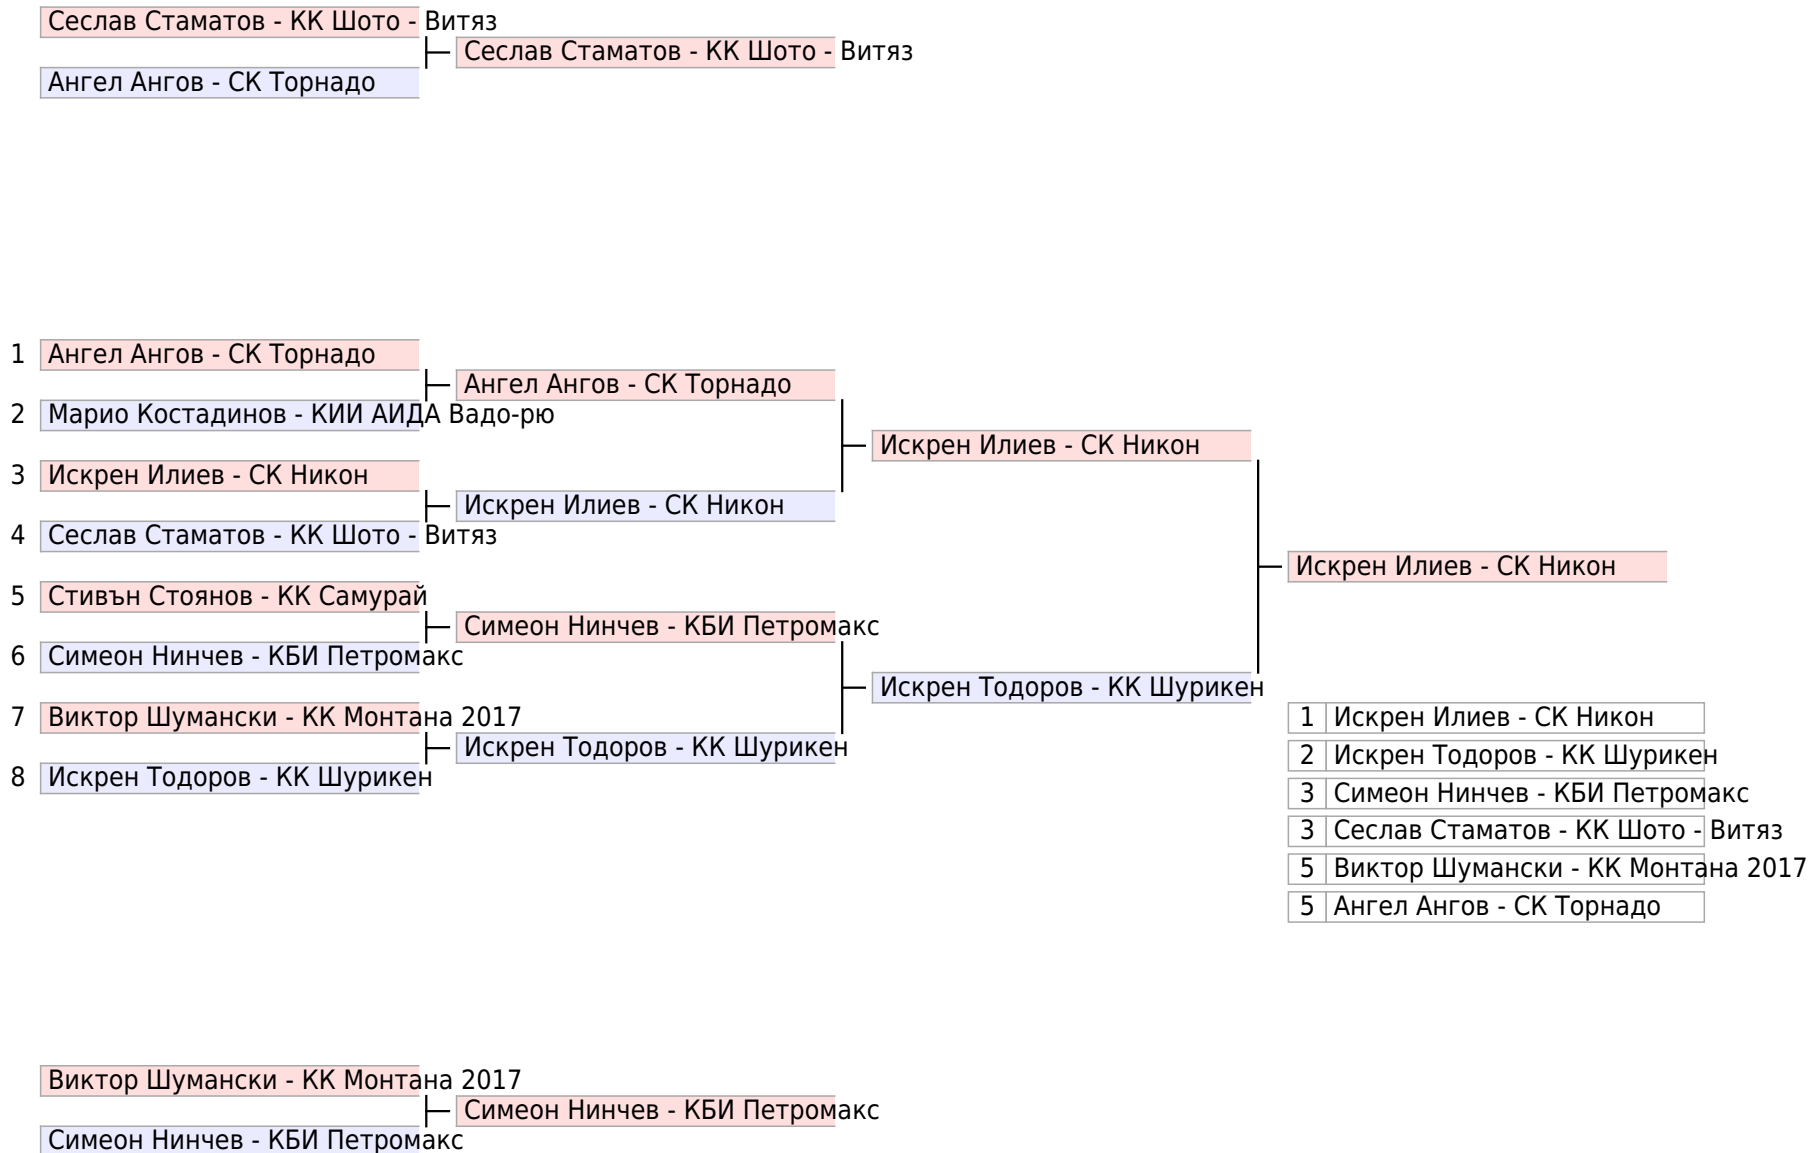 Сеслав Стаматов - КК Шото - Витяз
Сеслав Стаматов - КК Шото - Витяз
Ангел Ангов - СК Торнадо
1 Ангел Ангов - СК Торнадо
Ангел Ангов - СК Торнадо
2 Марио Костадинов - КИИ АИДА Вадо-рю
Искрен Илиев - СК Никон
3 Искрен Илиев - СК Никон
Искрен Илиев - СК Никон
4 Сеслав Стаматов - КК Шото - Витяз
Искрен Илиев - СК Никон
5 Стивън Стоянов - КК Самурай
Симеон Нинчев - КБИ Петромакс
6 Симеон Нинчев - КБИ Петромакс
Искрен Тодоров - КК Шурикен
7 Виктор Шумански - КК Монтана 2017
Искрен Тодоров - КК Шурикен
8 Искрен Тодоров - КК Шурикен
1 Искрен Илиев - СК Никон
2 Искрен Тодоров - КК Шурикен
3 Симеон Нинчев - КБИ Петромакс
3 Сеслав Стаматов - КК Шото - Витяз
5 Виктор Шумански - КК Монтана 2017
5 Ангел Ангов - СК Торнадо
Виктор Шумански - КК Монтана 2017
Симеон Нинчев - КБИ Петромакс
Симеон Нинчев - КБИ Петромакс